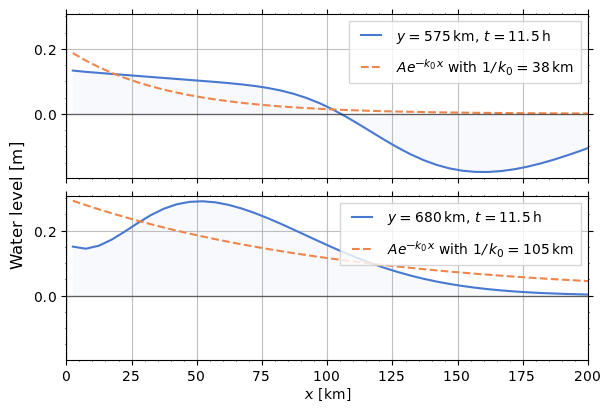 0.2
0.0
y = 575 km, t = 11.5 h
Ae^{-k_0x} with 1/k_0 = 38 km
Water level [m]
0.2
0.0
y = 680 km, t = 11.5 h
Ae^{-k_0x} with 1/k_0 = 105 km
0 25 50 75 100 125 150 175 200
x [km]